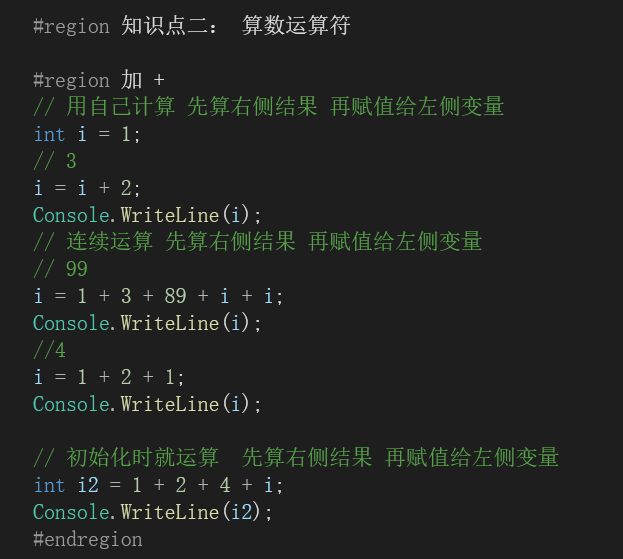 #region 知识点二： 算数运算符
#region 加 +
// 用自己计算 先算右侧结果 再赋值给左侧变量
int i = 1;
// 3
i = i + 2;
Console.WriteLine(i);
// 连续运算 先算右侧结果 再赋值给左侧变量
// 99
i = 1 + 3 + 89 + i + i;
Console.WriteLine(i);
//4
i = 1 + 2 + 1;
Console.WriteLine(i);
// 初始化时就运算  先算右侧结果 再赋值给左侧变量
int i2 = 1 + 2 + 4 + i;
Console.WriteLine(i2);
#endregion